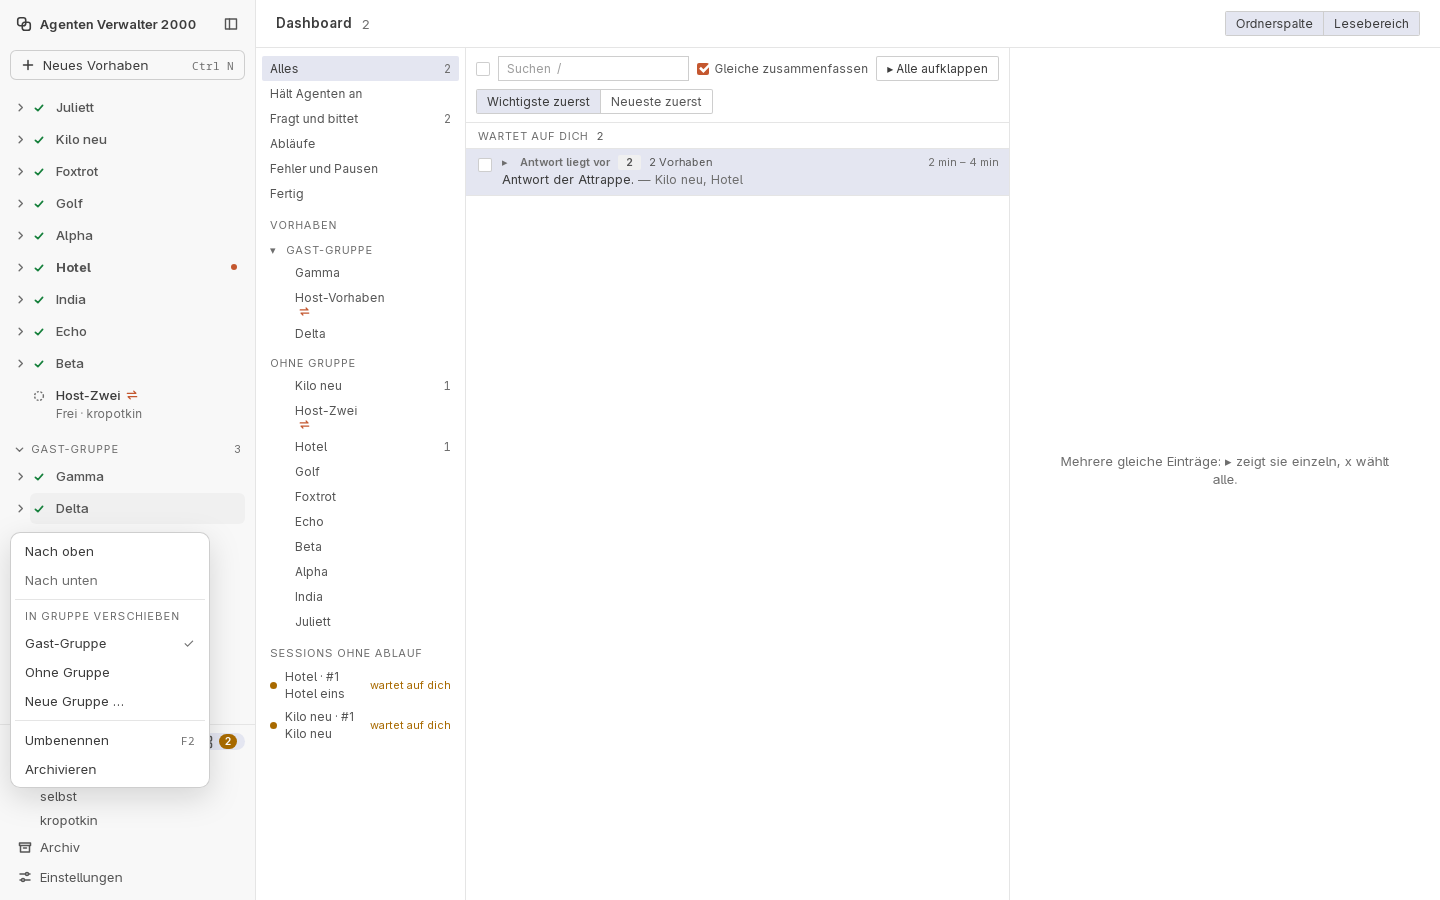 Agenten Verwalter 2000
Neues Vorhaben Ctrl N
Juliett
Kilo neu
Foxtrot
Golf
Alpha
Hotel
India
Echo
Beta
Host-Zwei ⇌
Frei · kropotkin
GAST-GRUPPE 3
Gamma
Delta
Nach oben
Nach unten
IN GRUPPE VERSCHIEBEN
Gast-Gruppe ✓
Ohne Gruppe
Neue Gruppe …
Umbenennen F2
Archivieren
2
selbst
kropotkin
Archiv
Einstellungen
Dashboard 2
Ordnerspalte Lesebereich
Alles 2
Hält Agenten an
Fragt und bittet 2
Abläufe
Fehler und Pausen
Fertig
VORHABEN
▾ GAST-GRUPPE
Gamma
Host-Vorhaben
⇌
Delta
OHNE GRUPPE
Kilo neu 1
Host-Zwei
⇌
Hotel 1
Golf
Foxtrot
Echo
Beta
Alpha
India
Juliett
SESSIONS OHNE ABLAUF
Hotel · #1
Hotel eins
wartet auf dich
Kilo neu · #1
Kilo neu
wartet auf dich
Suchen /
Gleiche zusammenfassen
▸ Alle aufklappen
Wichtigste zuerst Neueste zuerst
WARTET AUF DICH 2
▸ Antwort liegt vor 2 2 Vorhaben 2 min – 4 min
Antwort der Attrappe. — Kilo neu, Hotel
Mehrere gleiche Einträge: ▸ zeigt sie einzeln, x wählt
alle.